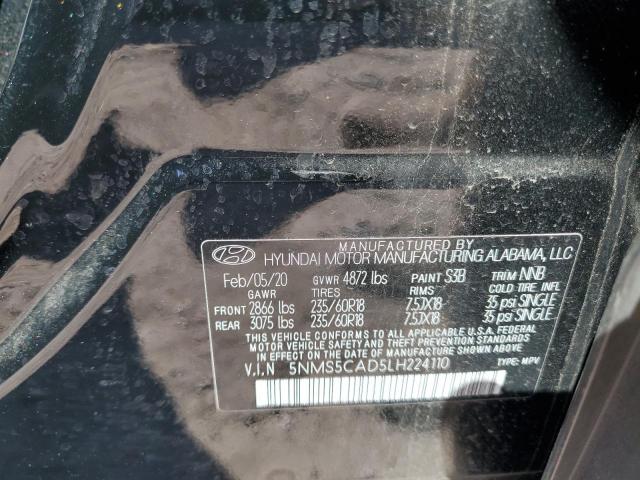 MANUFACTURED BY
HYUNDAI MOTOR MANUFACTURING ALABAMA, LLC
Feb/05/20 GVWR 4872 lbs PAINT S3B TRIM NNB
GAWR TIRES RIMS COLD TIRE INFL
FRONT 2866 lbs 235/60R18 7.5JX18 35 psi SINGLE
REAR 3075 lbs 235/60R18 7.5JX18 35 psi SINGLE
THIS VEHICLE CONFORMS TO ALL APPLICABLE U.S.A. FEDERAL
MOTOR VEHICLE SAFETY, BUMPER, AND THEFT PREVENTION
STANDARDS IN EFFECT ON THE DATE OF MANUFACTURE
SHOWN ABOVE
V.I.N 5NMS5CAD5LH224110 TYPE: MPV